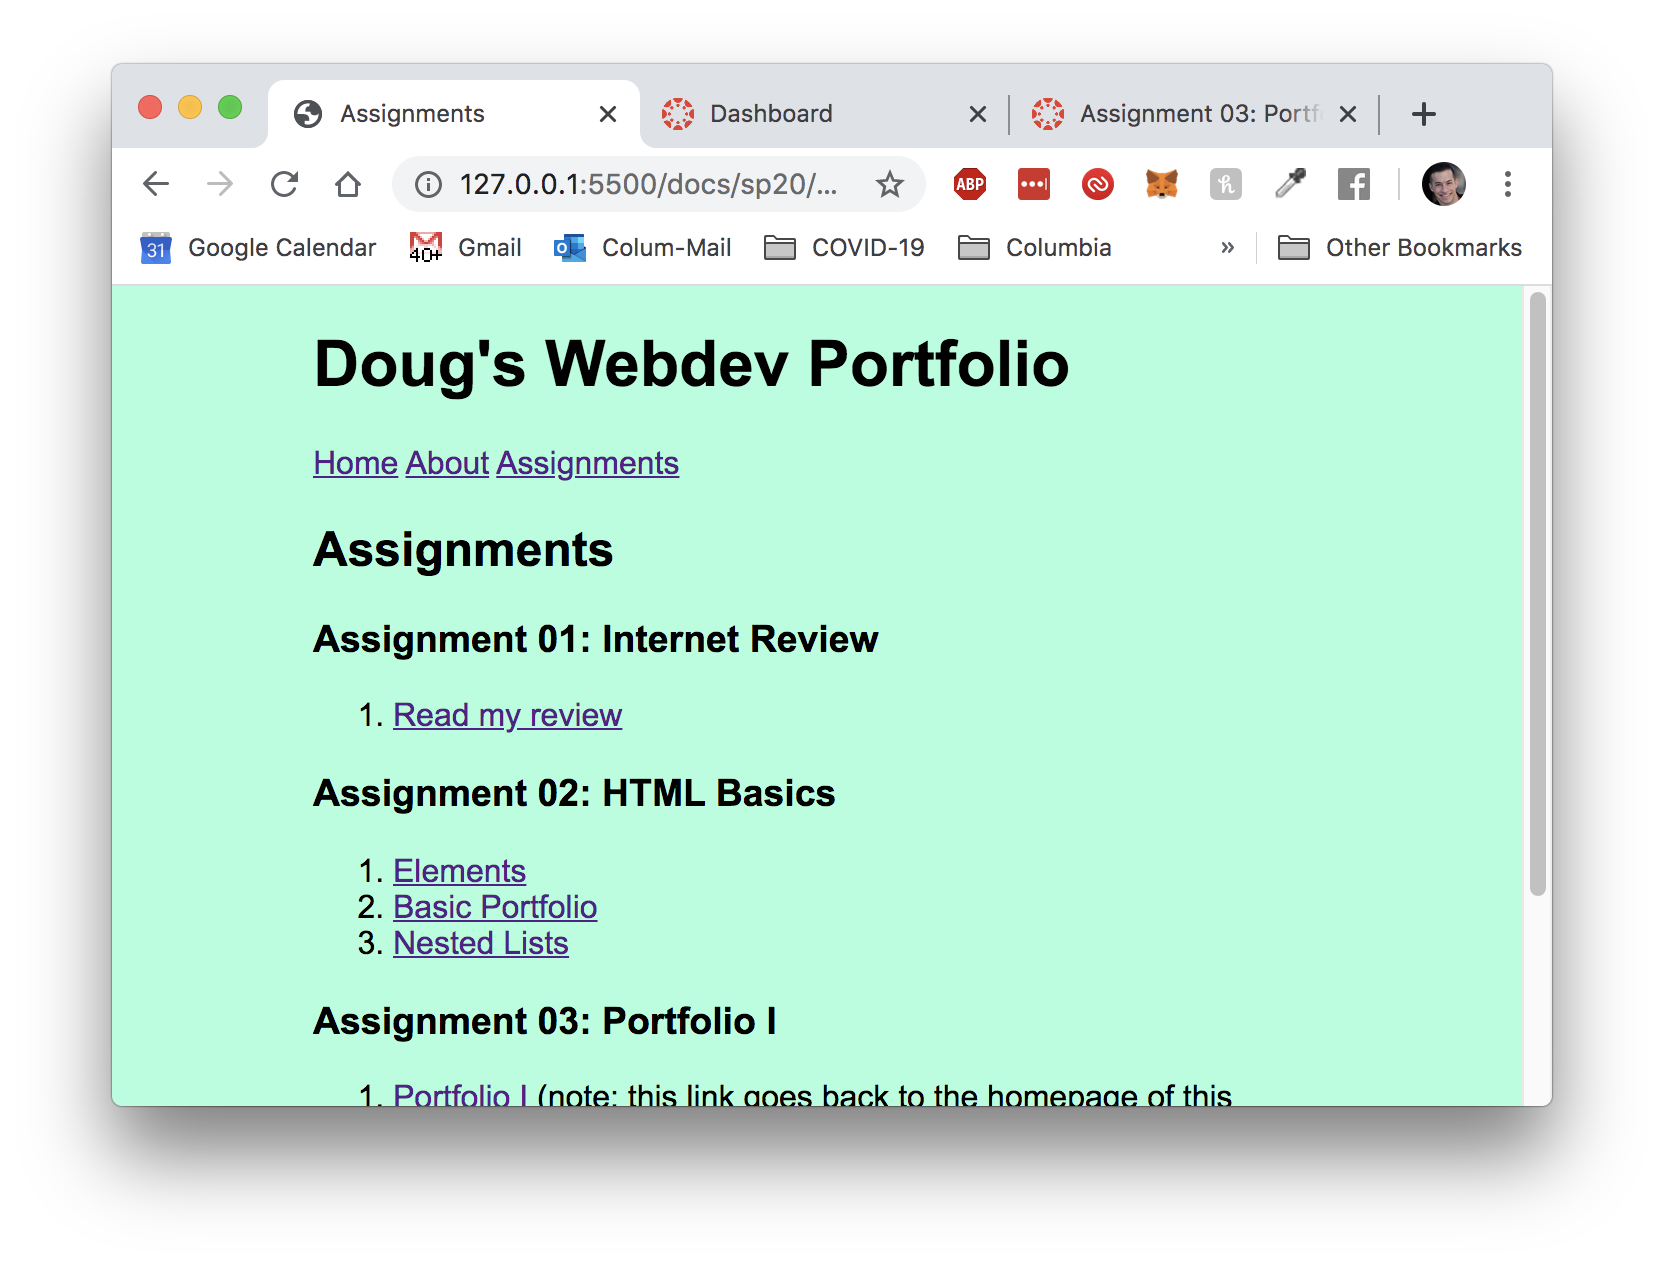 Assignments Dashboard Assignment 03: Portf
127.0.0.1:5500/docs/sp20/... ABP h
31 Google Calendar 40+ Gmail o Colum-Mail COVID-19 Columbia » Other Bookmarks
Doug's Webdev Portfolio
Home About Assignments
Assignments
Assignment 01: Internet Review
1. Read my review
Assignment 02: HTML Basics
1. Elements
2. Basic Portfolio
3. Nested Lists
Assignment 03: Portfolio I
1. Portfolio I (note: this link goes back to the homepage of this